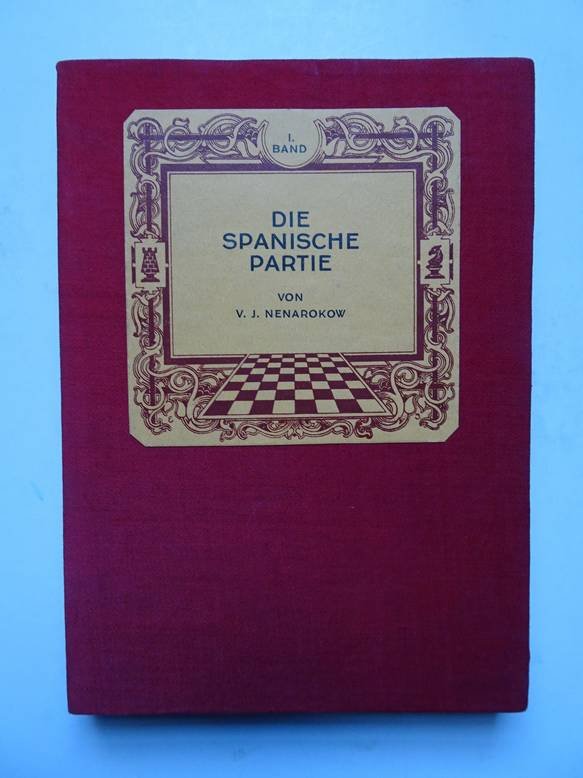 I.
BAND
DIE
SPANISCHE
PARTIE
VON
V. J. NENAROKOW